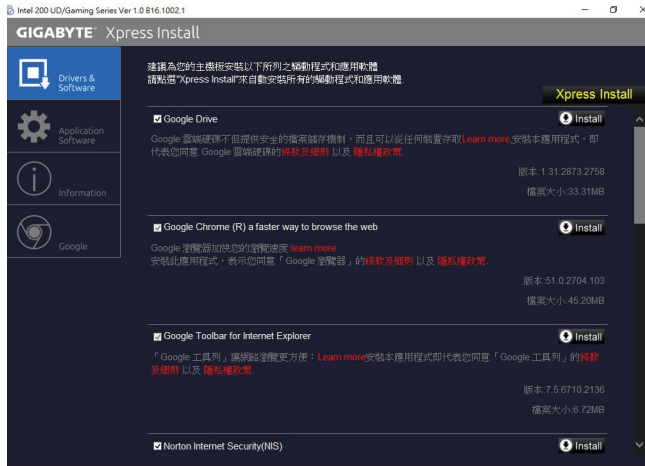 Intel 200 UD/Gaming Series Ver 1.0 B16.1002.1
GIGABYTE™ Xpress Install
Drivers & Software
Application Software
Information
Google
建議為您的主機板安裝以下所列之驅動程式和應用軟體
請點選"Xpress Install"來自動安裝所有的驅動程式和應用軟體.
Xpress Install
Google Drive
Install
Google 雲端硬碟不但提供安全的檔案儲存機制，而且可以從任何裝置存取Learn more.安裝本應用程式，即
代表您同意 Google 雲端硬碟的條款及細則 以及 隱私權政策.
版本:1.31.2873.2758
檔案大小:33.31MB
Google Chrome (R) a faster way to browse the web
Install
Google 瀏覽器加快您的瀏覽速度.learn more
安裝此應用程式，表示您同意「Google 瀏覽器」的條款及細則 以及 隱私權政策.
版本:51.0.2704.103
檔案大小:45.20MB
Google Toolbar for Internet Explorer
Install
「Google 工具列」讓網路瀏覽更方便：Learn more安裝本應用程式即代表您同意「Google 工具列」的條款
及細則 以及 隱私權政策.
版本:7.5.6710.2136
檔案大小:6.72MB
Norton Internet Security(NIS)
Install